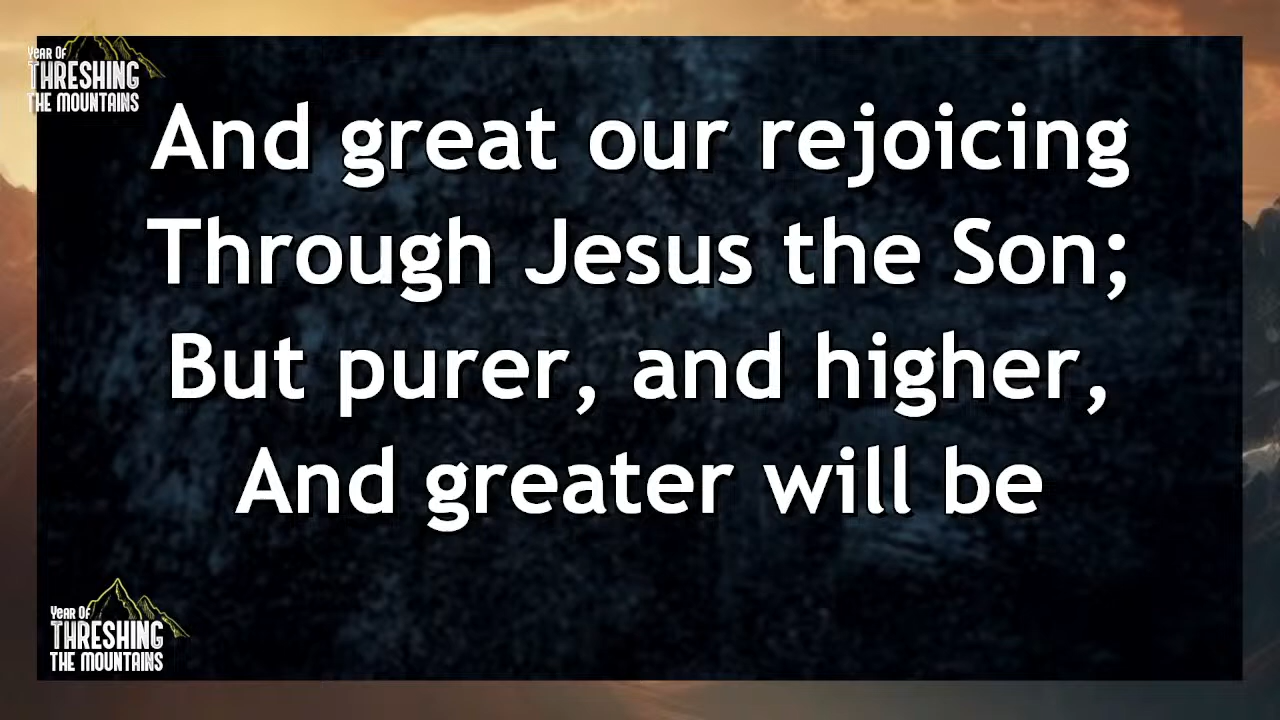 Year Of
THRESHING
THE MOUNTAINS
And great our rejoicing
Through Jesus the Son;
But purer, and higher,
And greater will be
Year Of
THRESHING
THE MOUNTAINS